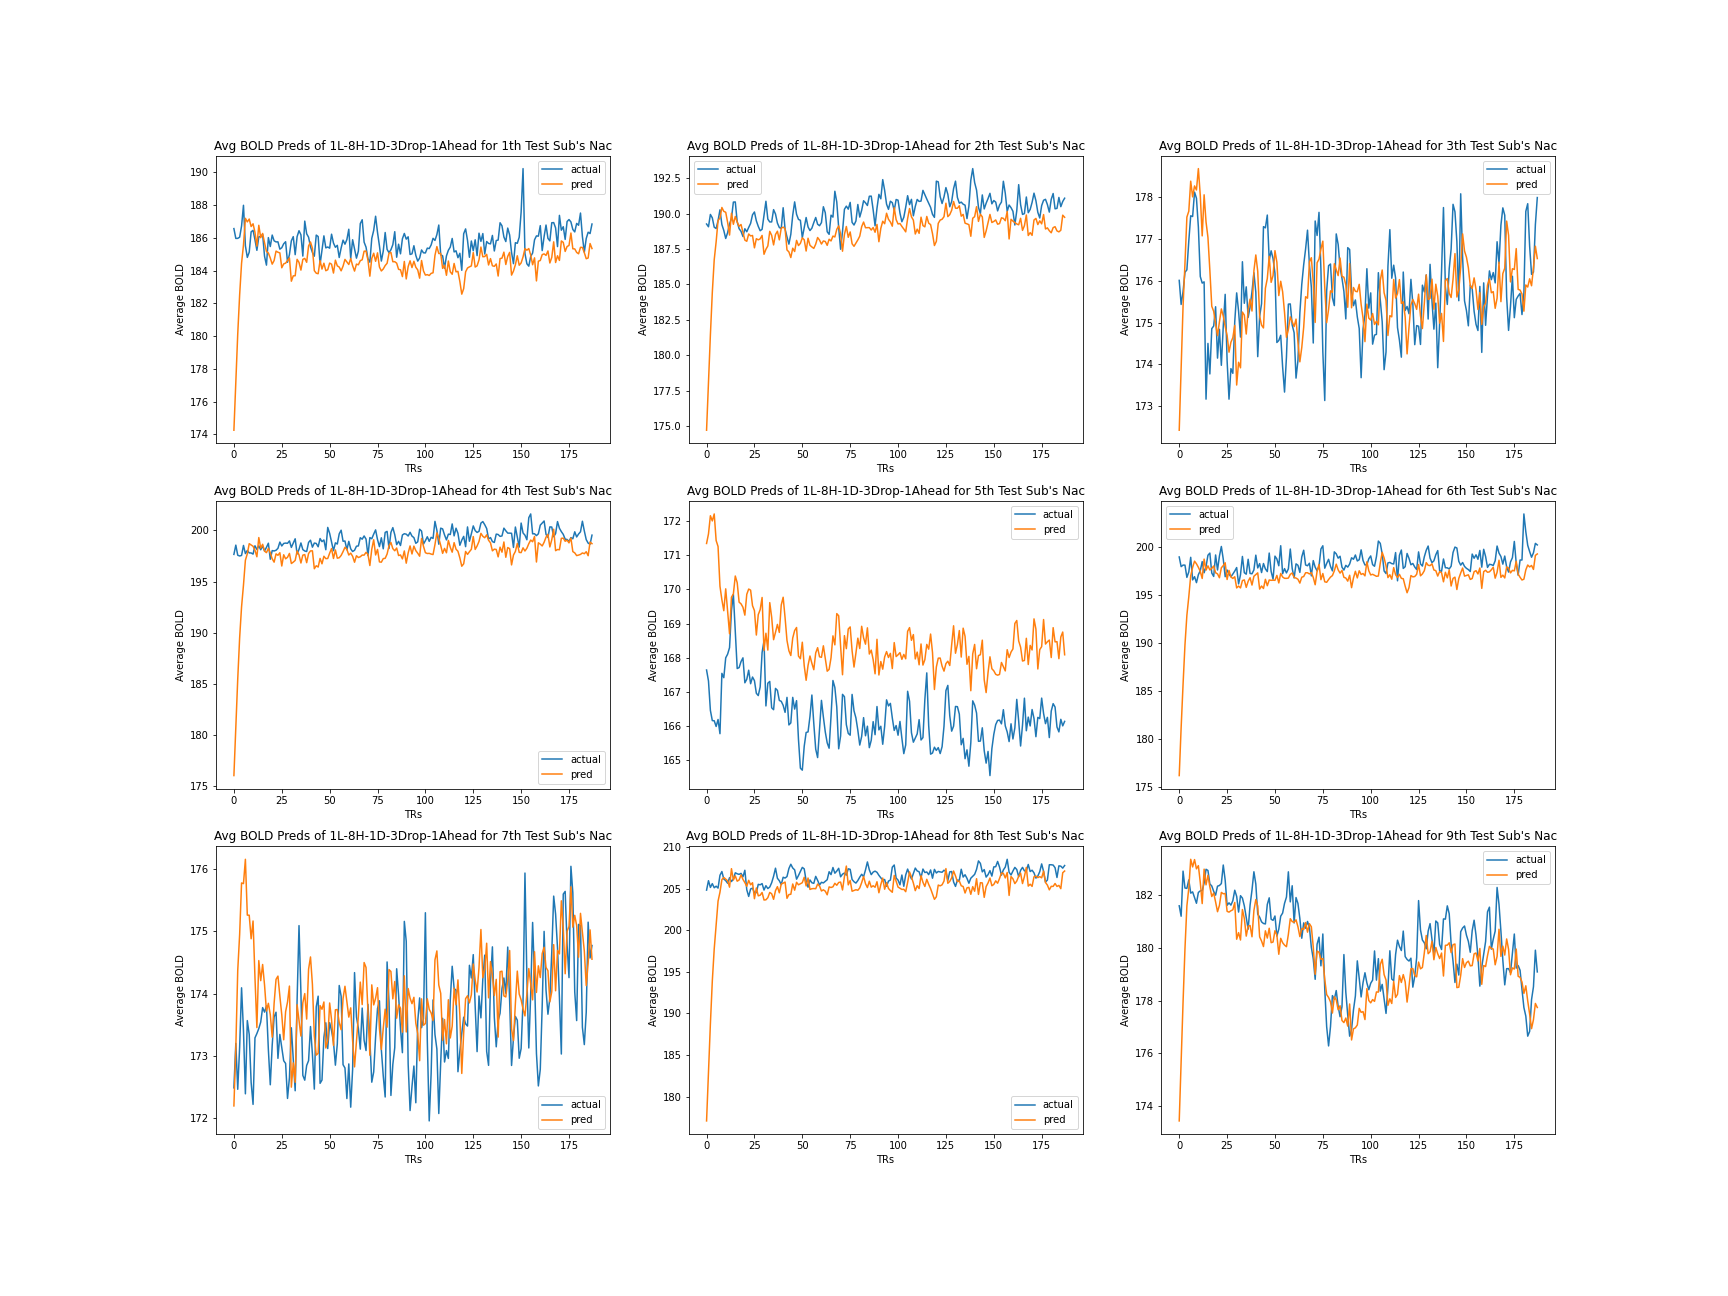 Avg BOLD Preds of 1L-8H-1D-3Drop-1Ahead for 1th Test Sub's Nac
Average BOLD
190
188
186
184
182
180
178
176
174
0 25 50 75 100 125 150 175
TRs
actual
pred
Avg BOLD Preds of 1L-8H-1D-3Drop-1Ahead for 2th Test Sub's Nac
Average BOLD
192.5
190.0
187.5
185.0
182.5
180.0
177.5
175.0
0 25 50 75 100 125 150 175
TRs
actual
pred
Avg BOLD Preds of 1L-8H-1D-3Drop-1Ahead for 3th Test Sub's Nac
Average BOLD
178
177
176
175
174
173
0 25 50 75 100 125 150 175
TRs
actual
pred
Avg BOLD Preds of 1L-8H-1D-3Drop-1Ahead for 4th Test Sub's Nac
Average BOLD
200
195
190
185
180
175
0 25 50 75 100 125 150 175
TRs
actual
pred
Avg BOLD Preds of 1L-8H-1D-3Drop-1Ahead for 5th Test Sub's Nac
Average BOLD
172
171
170
169
168
167
166
165
0 25 50 75 100 125 150 175
TRs
actual
pred
Avg BOLD Preds of 1L-8H-1D-3Drop-1Ahead for 6th Test Sub's Nac
Average BOLD
200
195
190
185
180
175
0 25 50 75 100 125 150 175
TRs
actual
pred
Avg BOLD Preds of 1L-8H-1D-3Drop-1Ahead for 7th Test Sub's Nac
Average BOLD
176
175
174
173
172
0 25 50 75 100 125 150 175
TRs
actual
pred
Avg BOLD Preds of 1L-8H-1D-3Drop-1Ahead for 8th Test Sub's Nac
Average BOLD
210
205
200
195
190
185
180
0 25 50 75 100 125 150 175
TRs
actual
pred
Avg BOLD Preds of 1L-8H-1D-3Drop-1Ahead for 9th Test Sub's Nac
Average BOLD
182
180
178
176
174
0 25 50 75 100 125 150 175
TRs
actual
pred